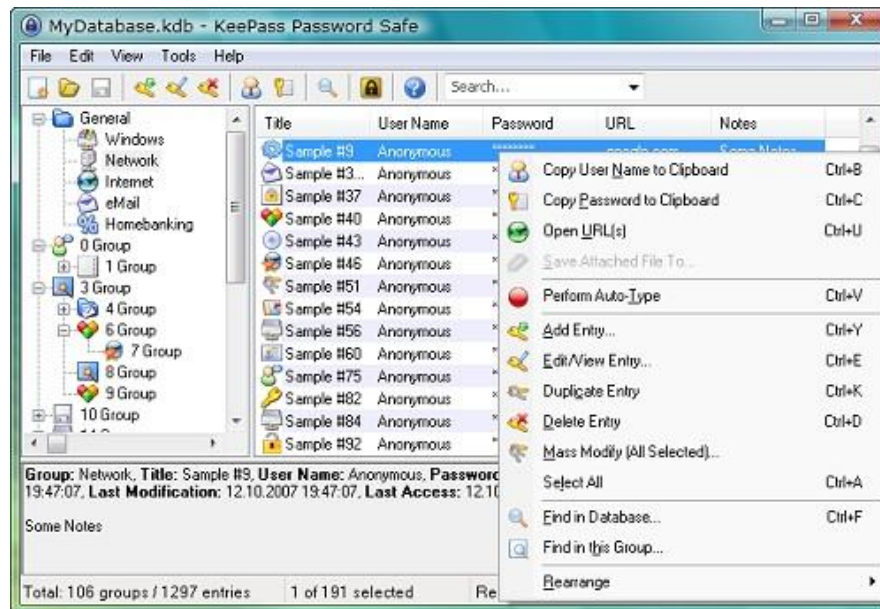 MyDatabase.kdb - KeePass Password Safe
File Edit View Tools Help
Search...
General
Windows
Network
Internet
eMail
Homebanking
0 Group
1 Group
3 Group
4 Group
6 Group
7 Group
8 Group
9 Group
10 Group
Title User Name Password URL Notes
Sample #9 Anonymous ******** google.com Some Notes
Sample #3... Anonymous
Sample #37 Anonymous
Sample #40 Anonymous
Sample #43 Anonymous
Sample #46 Anonymous
Sample #51 Anonymous
Sample #54 Anonymous
Sample #56 Anonymous
Sample #60 Anonymous
Sample #75 Anonymous
Sample #82 Anonymous
Sample #84 Anonymous
Sample #92 Anonymous
Copy User Name to Clipboard Ctrl+B
Copy Password to Clipboard Ctrl+C
Open URL(s) Ctrl+U
Save Attached File To...
Perform Auto-Type Ctrl+V
Add Entry... Ctrl+Y
Edit/View Entry... Ctrl+E
Duplicate Entry Ctrl+K
Delete Entry Ctrl+D
Mass Modify (All Selected)...
Select All Ctrl+A
Find in Database... Ctrl+F
Find in this Group...
Rearrange
Group: Network, Title: Sample #9, User Name: Anonymous, Password
19:47:07, Last Modification: 12.10.2007 19:47:07, Last Access: 12.10
Some Notes
Total: 106 groups / 1297 entries 1 of 191 selected Re